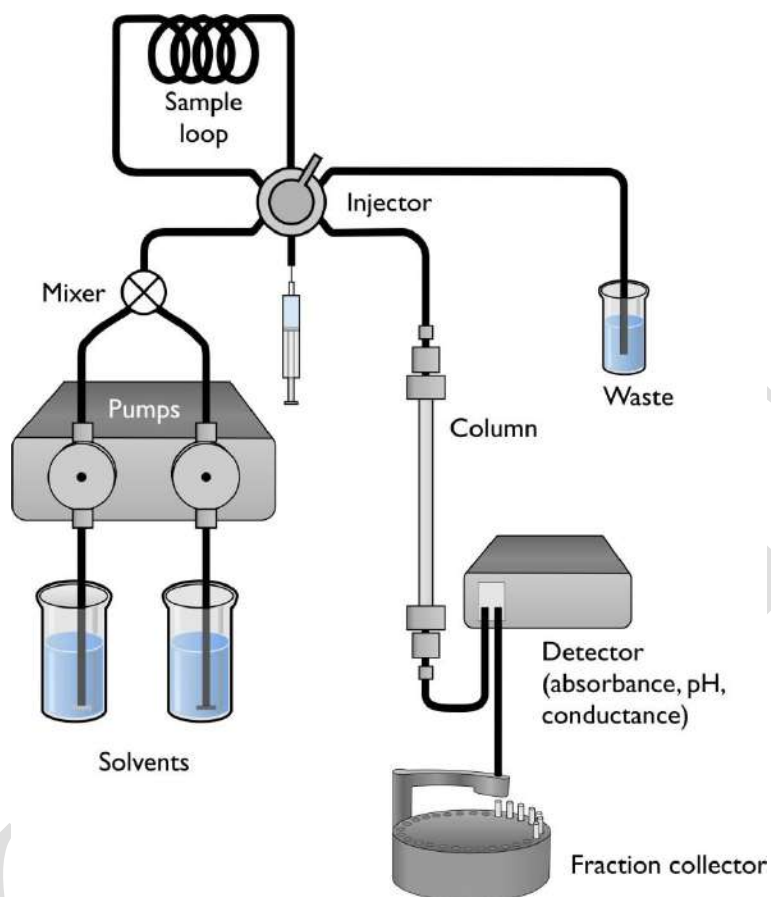 Sample
loop
Injector
Mixer
Waste
Pumps
Column
Detector
(absorbance, pH,
conductance)
Solvents
Fraction collector